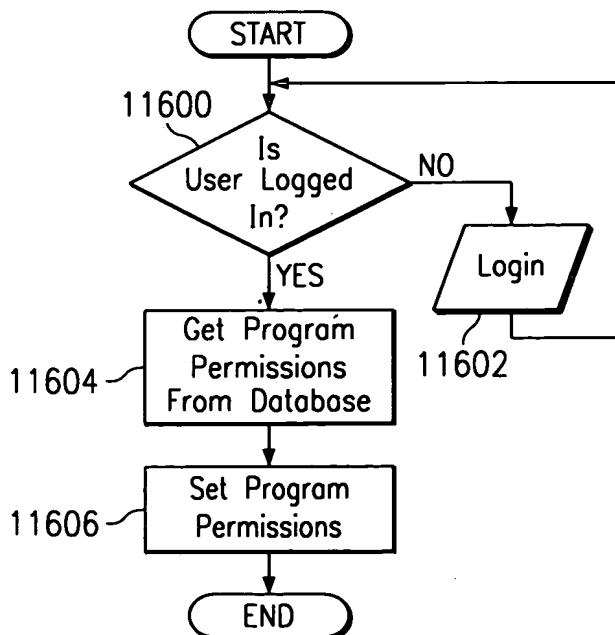 START
11600
Is
User Logged
In?
NO
Login
11602
YES
Get Program
Permissions
From Database
11604
Set Program
Permissions
11606
END